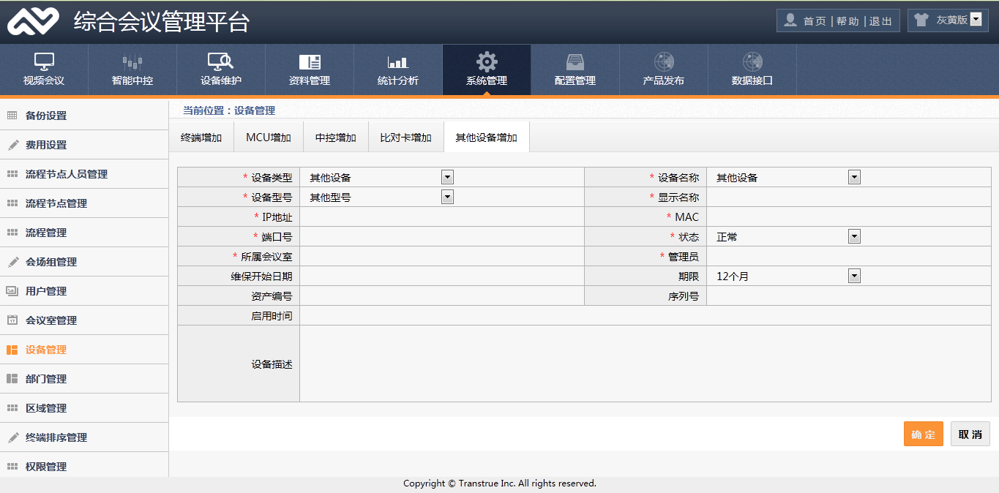 综合会议管理平台
首页 | 帮助 | 退出
灰黄版
视频会议
智能中控
设备维护
资料管理
统计分析
系统管理
配置管理
产品发布
数据接口
备份设置
费用设置
流程节点人员管理
流程节点管理
流程管理
会场组管理
用户管理
17
会议室管理
设备管理
部门管理
区域管理
终端排序管理
权限管理
当前位置：设备管理
终端增加
MCU增加
中控增加
比对卡增加
其他设备增加
* 设备类型
其他设备
* 设备名称
其他设备
* 设备型号
其他型号
* 显示名称
* IP地址
* MAC
* 端口号
* 状态
正常
* 所属会议室
* 管理员
维保开始日期
期限
12个月
资产编号
序列号
启用时间
设备描述
确 定
取 消
Copyright © Transtrue Inc. All rights reserved.